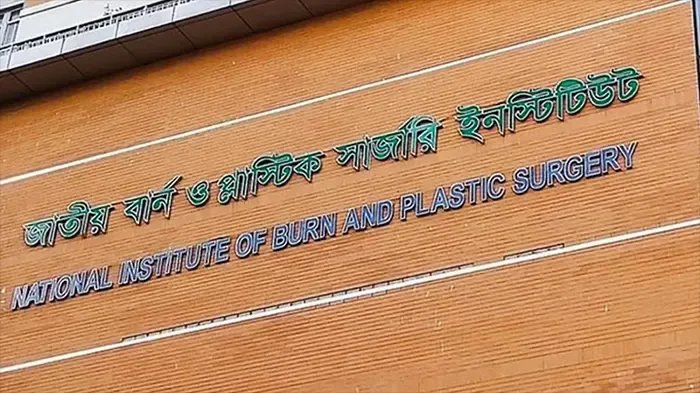 জাতীয় বার্ন ও প্লাস্টিক সার্জারি ইনস্টিটিউট
NATIONAL INSTITUTE OF BURN AND PLASTIC SURGERY